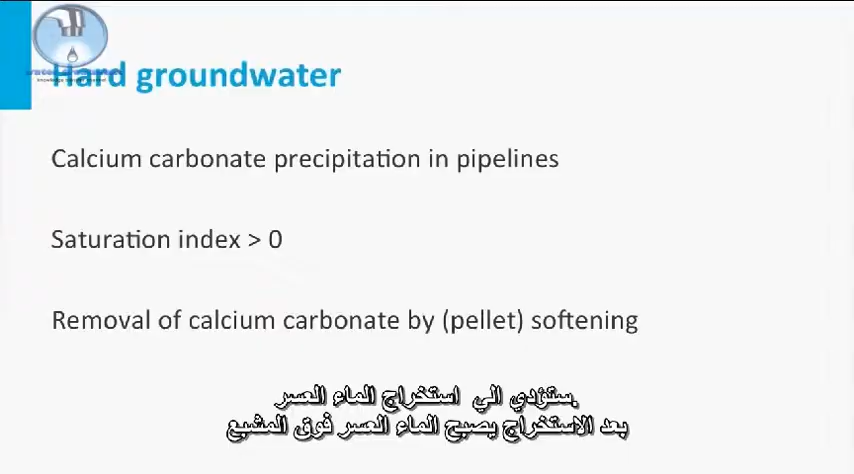 Hard groundwater
Calcium carbonate precipitation in pipelines
Saturation index > 0
Removal of calcium carbonate by (pellet) softening
ستؤدي الي استخراج الماء العسر.
بعد الاستخراج يصبح الماء العسر فوق المشبع